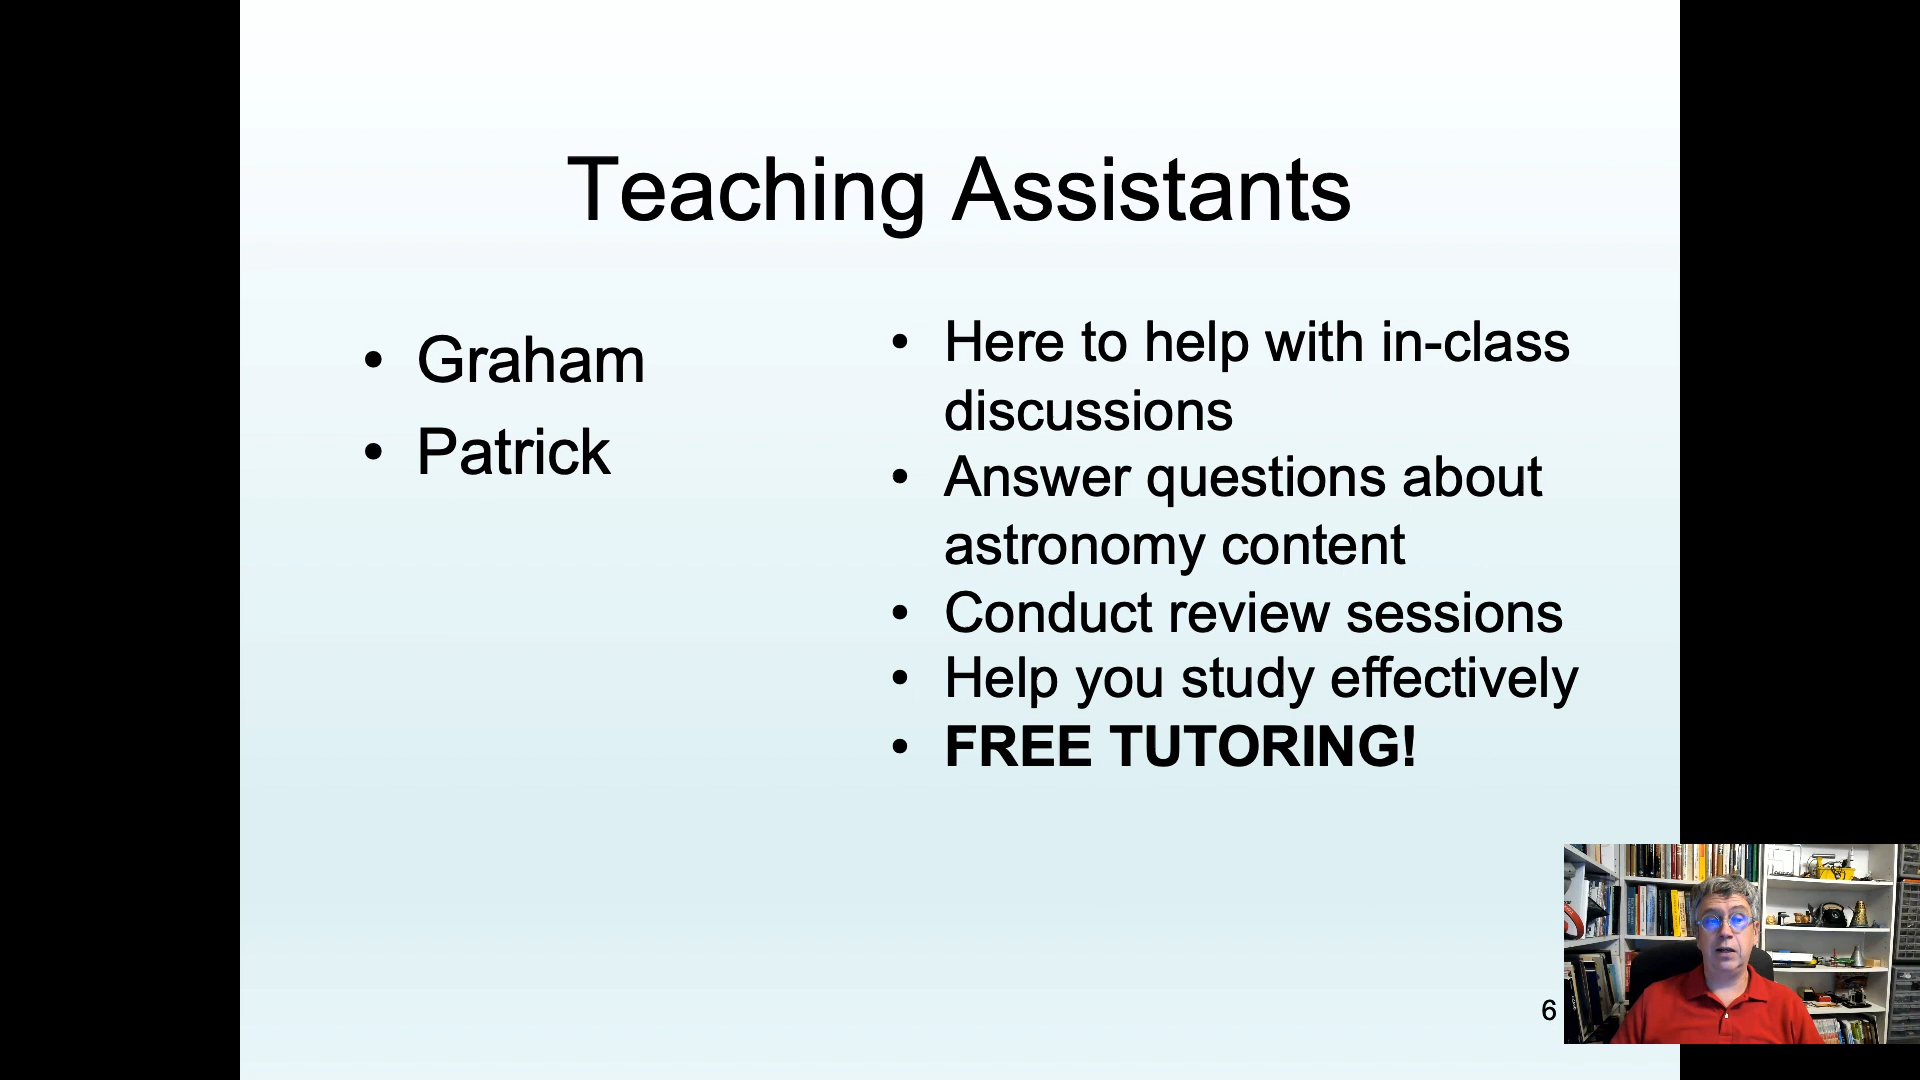 Teaching Assistants
• Graham
• Patrick
• Here to help with in-class
discussions
• Answer questions about
astronomy content
• Conduct review sessions
• Help you study effectively
• FREE TUTORING!
6